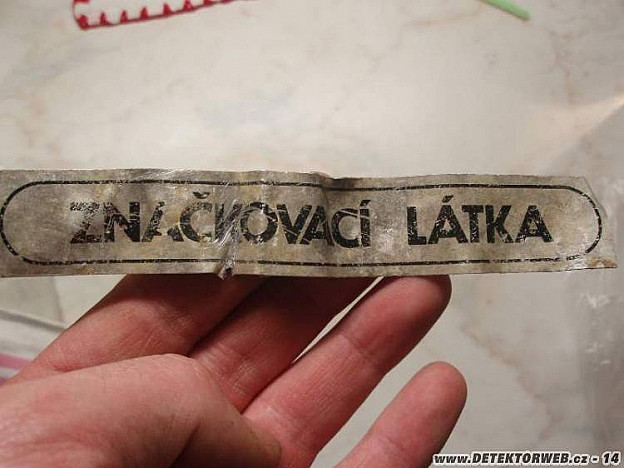 ZNAČKOVACÍ LÁTKA
www.DETEKTORWEB.cz - 14